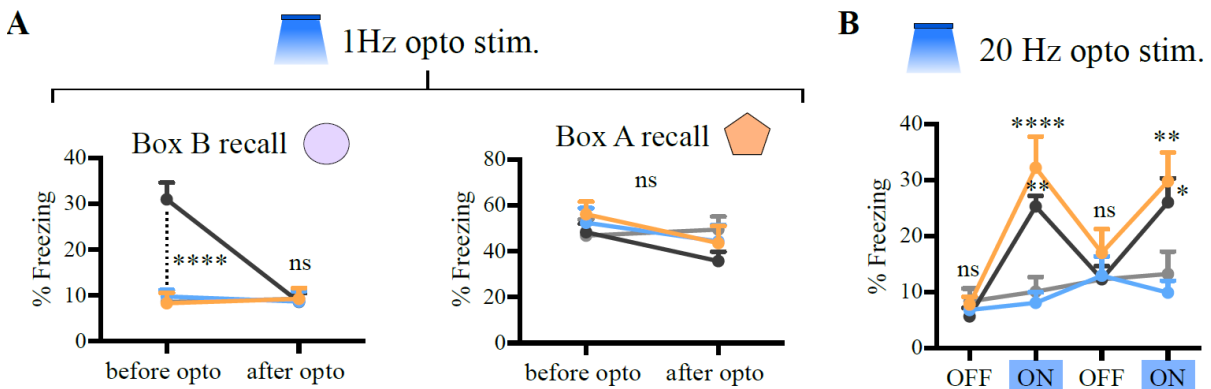 A
1Hz opto stim.
Box B recall
% Freezing
40
30
20
10
0
****
ns
before opto
after opto
Box A recall
% Freezing
80
60
40
20
0
ns
before opto
after opto
B
20 Hz opto stim.
% Freezing
40
30
20
10
0
ns
****
**
ns
**
*
OFF
ON
OFF
ON